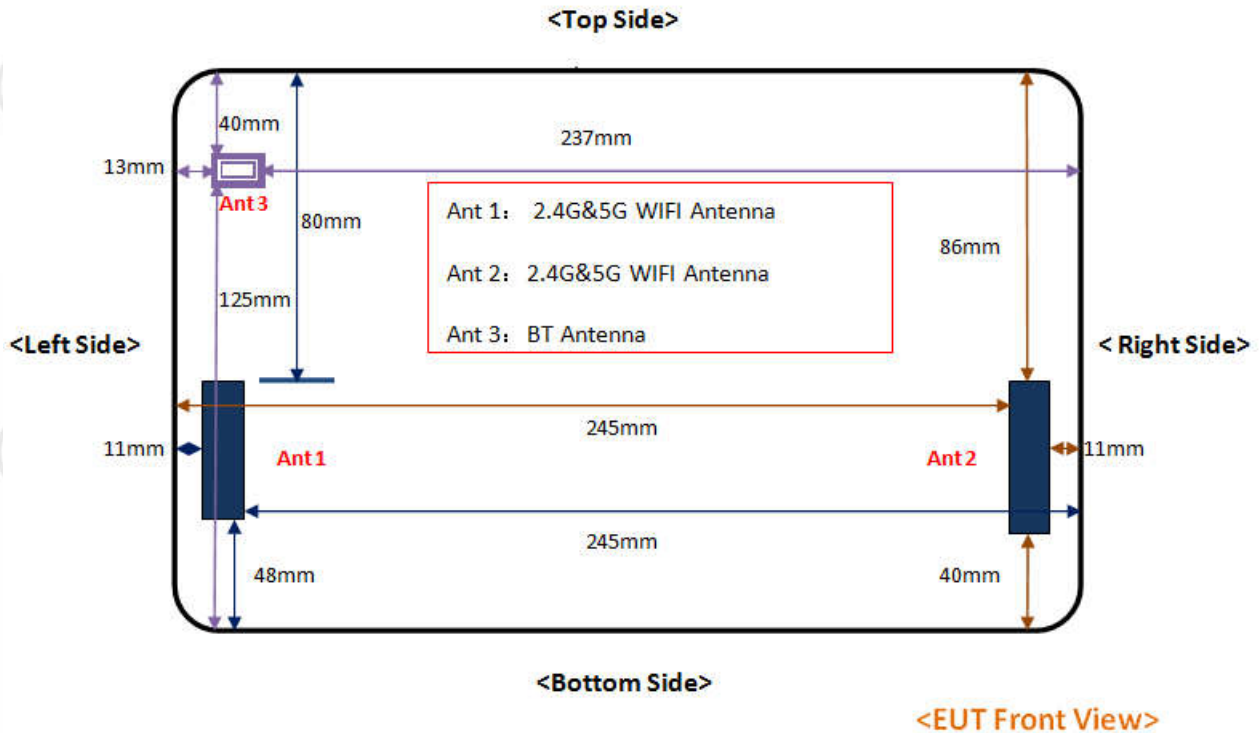 <Top Side>
40mm
237mm
13mm
Ant3
Ant 1： 2.4G&5G WIFI Antenna
80mm
86mm
Ant 2：2.4G&5G WIFI Antenna
125mm
Ant 3：BT Antenna
<Left Side>
< Right Side>
245mm
11mm
Ant1
Ant2
11mm
245mm
48mm
40mm
<Bottom Side>
<EUT Front View>